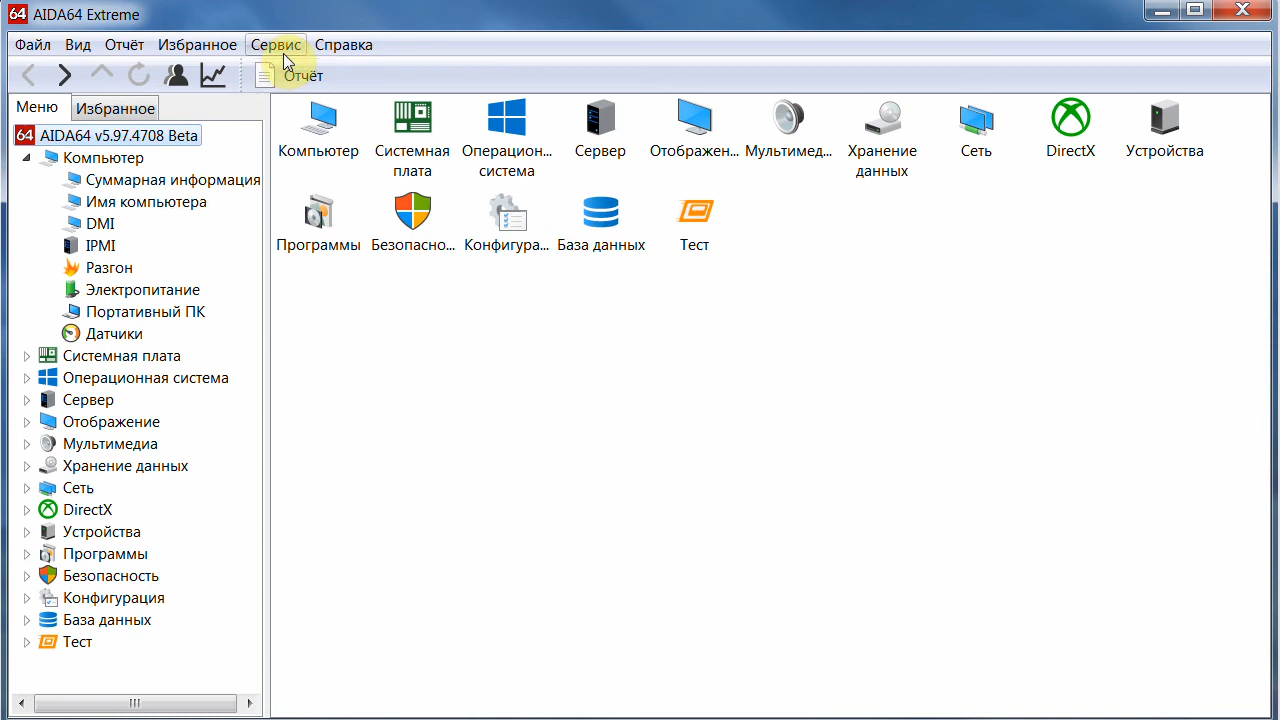 64 AIDA64 Extreme
Файл Вид Отчёт Избранное Сервис Справка
Отчёт
Меню Избранное
64 AIDA64 v5.97.4708 Beta
Компьютер
Суммарная информация
Имя компьютера
DMI
IPMI
Разгон
Электропитание
Портативный ПК
Датчики
Системная плата
Операционная система
Сервер
Отображение
Мультимедиа
Хранение данных
Сеть
DirectX
Устройства
Программы
Безопасность
Конфигурация
База данных
Тест
Компьютер
Системная
плата
Операцион...
система
Сервер
Отображен...
Мультимед...
Хранение
данных
Сеть
DirectX
Устройства
Программы
Безопасно...
Конфигура...
База данных
Тест